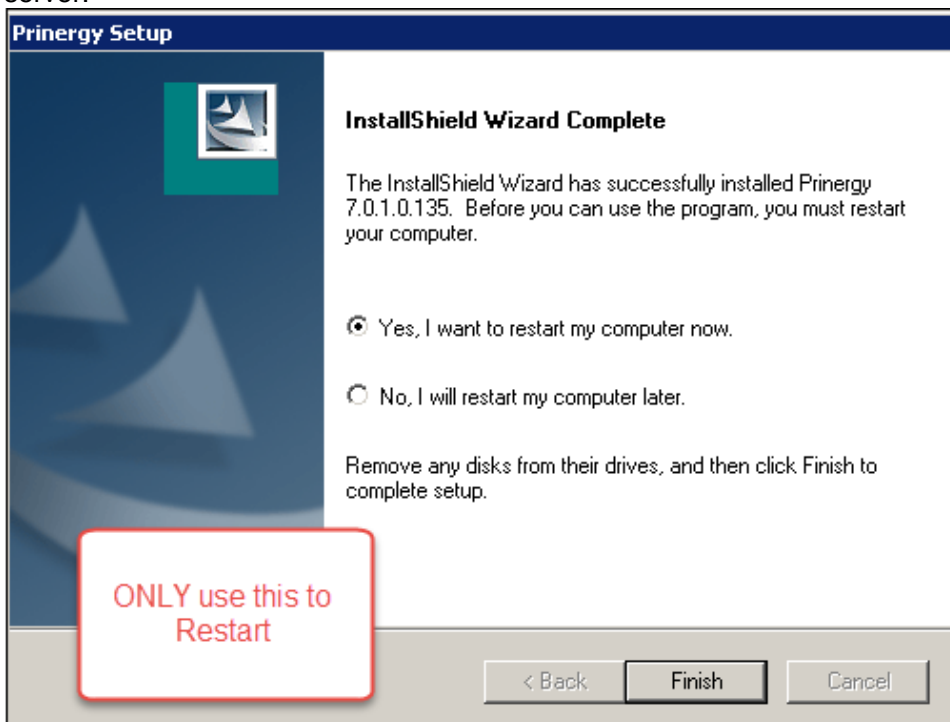 server.
Prinergy Setup
InstallShield Wizard Complete
The InstallShield Wizard has successfully installed Prinergy
7.0.1.0.135. Before you can use the program, you must restart
your computer.
Yes, I want to restart my computer now.
No, I will restart my computer later.
Remove any disks from their drives, and then click Finish to
complete setup.
ONLY use this to
Restart
< Back
Finish
Cancel